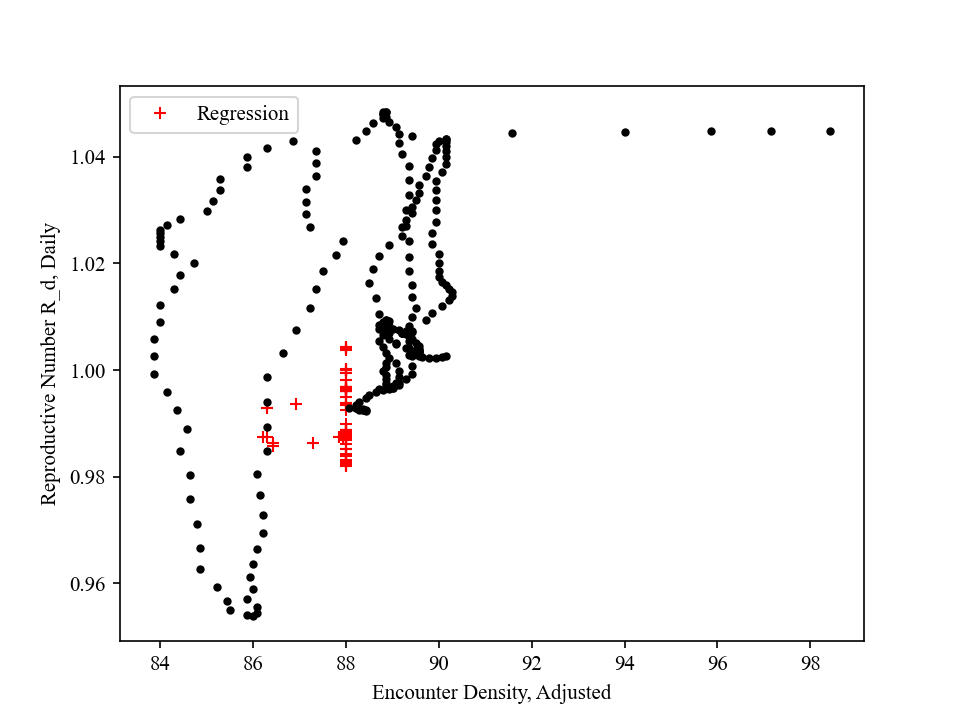 Regression
1.04
1.02
1.00
0.98
0.96
Reproductive Number R_d, Daily
84 86 88 90 92 94 96 98
Encounter Density, Adjusted